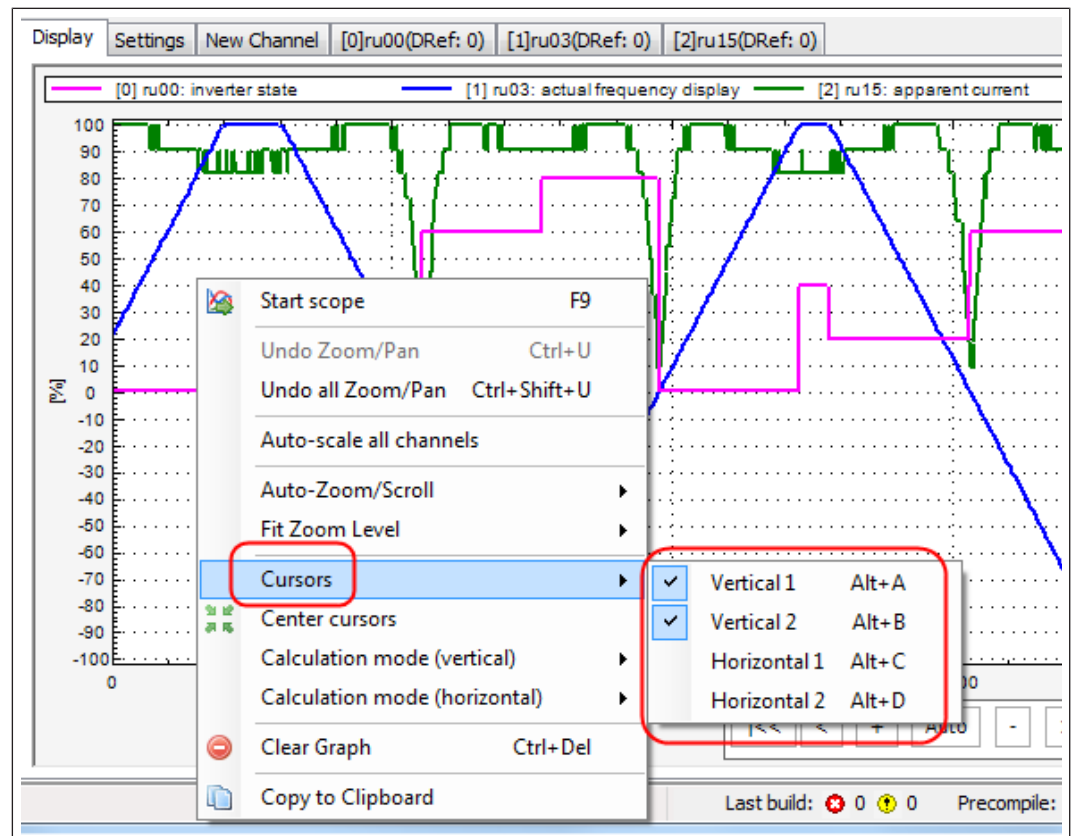 Display Settings New Channel [0]ru00(DRef: 0) [1]ru03(DRef: 0) [2]ru15(DRef: 0)
[0] ru00: inverter state [1] ru03: actual frequency display [2] ru15: apparent current
100
90
80
70
60
50
40
30
20
10
0
-10
-20
-30
-40
-50
-60
-70
-80
-90
-100
[%]
0
Start scope F9
Undo Zoom/Pan Ctrl+U
Undo all Zoom/Pan Ctrl+Shift+U
Auto-scale all channels
Auto-Zoom/Scroll
Fit Zoom Level
Cursors
Center cursors
Calculation mode (vertical)
Calculation mode (horizontal)
Clear Graph Ctrl+Del
Copy to Clipboard
Vertical 1 Alt+A
Vertical 2 Alt+B
Horizontal 1 Alt+C
Horizontal 2 Alt+D
|<< < + Auto -
Last build: 0 0 Precompile: